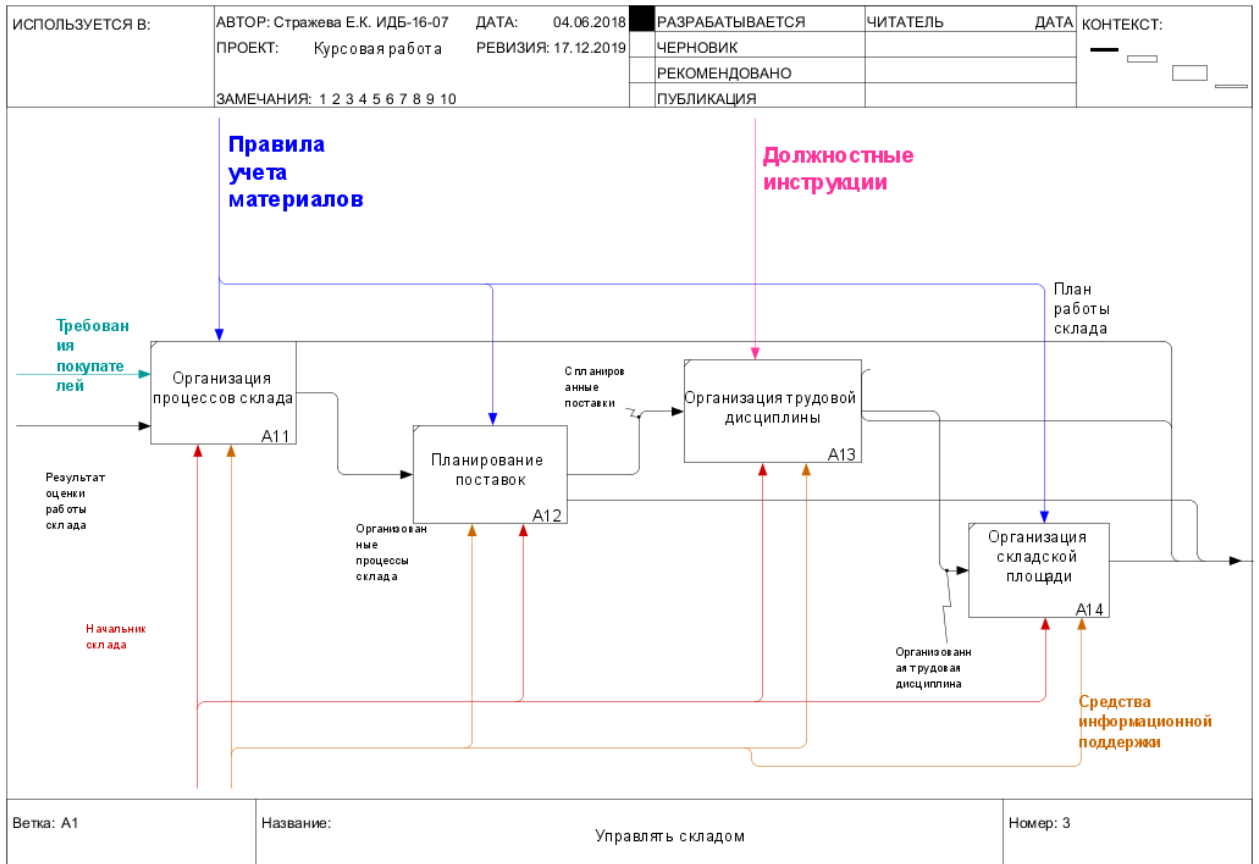 ИСПОЛЬЗУЕТСЯ В:
АВТОР: Стражева Е.К. ИДБ-16-07
ДАТА: 04.06.2018
ПРОЕКТ: Курсовая работа
РЕВИЗИЯ: 17.12.2019
ЗАМЕЧАНИЯ: 1 2 3 4 5 6 7 8 9 10
РАЗРАБАТЫВАЕТСЯ
ЧЕРНОВИК
РЕКОМЕНДОВАНО
ПУБЛИКАЦИЯ
ЧИТАТЕЛЬ
ДАТА
КОНТЕКСТ:
Правила
учета
материалов
Должностные
инструкции
План
работы
склада
Требован
ия
покупате
лей
Организация
процессов склада
A11
Спланиров
анные
поставки
Организация трудовой
дисциплины
A13
Планирование
поставок
A12
Результат
оценки
работы
склада
Организован
ные
процессы
склада
Организация
складской
площади
A14
Начальник
склада
Организованн
ая трудовая
дисциплина
Средства
информационной
поддержки
Ветка: A1
Название:
Управлять складом
Номер: 3